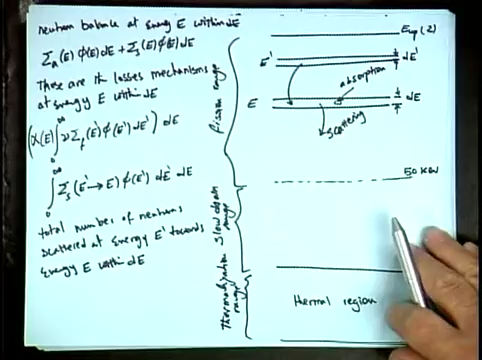 neutron balance at energy E within dE
Σa(E) φ(E) dE + Σs(E) φ(E) dE
These are the losses mechanisms
at energy E within dE
(χ(E) ∫₀^∞ ν Σf(E') φ(E') dE') dE
∫₀^∞ Σs(E'→E) φ(E') dE' dE
total number of neutrons
scattered at energy E' towards
energy E within dE
fission range
slow down range
thermalization range
E'
dE'
absorption
E
dE
scattering
50 keV
thermal region